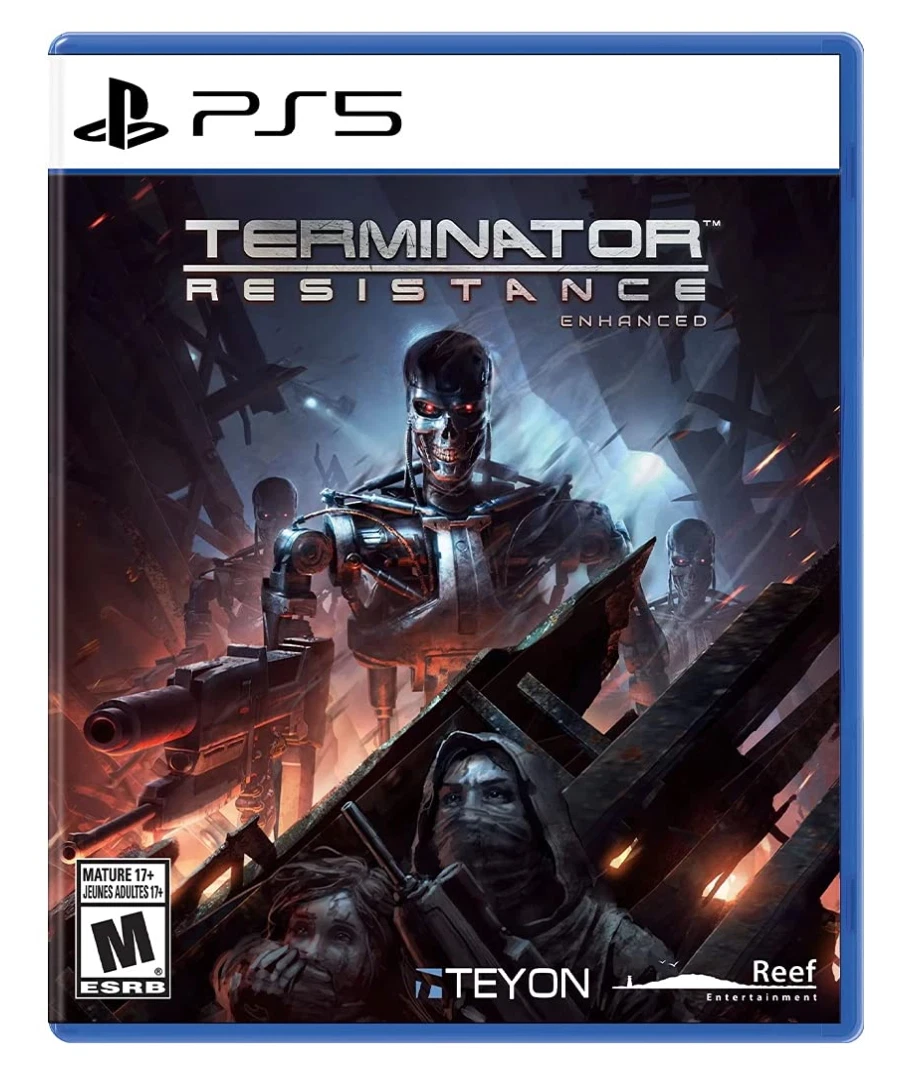 PS5
TERMINATOR™
RESISTANCE
ENHANCED
MATURE 17+
JEUNES ADULTES 17+
M
®
ESRB
TEYON
Reef
Entertainment